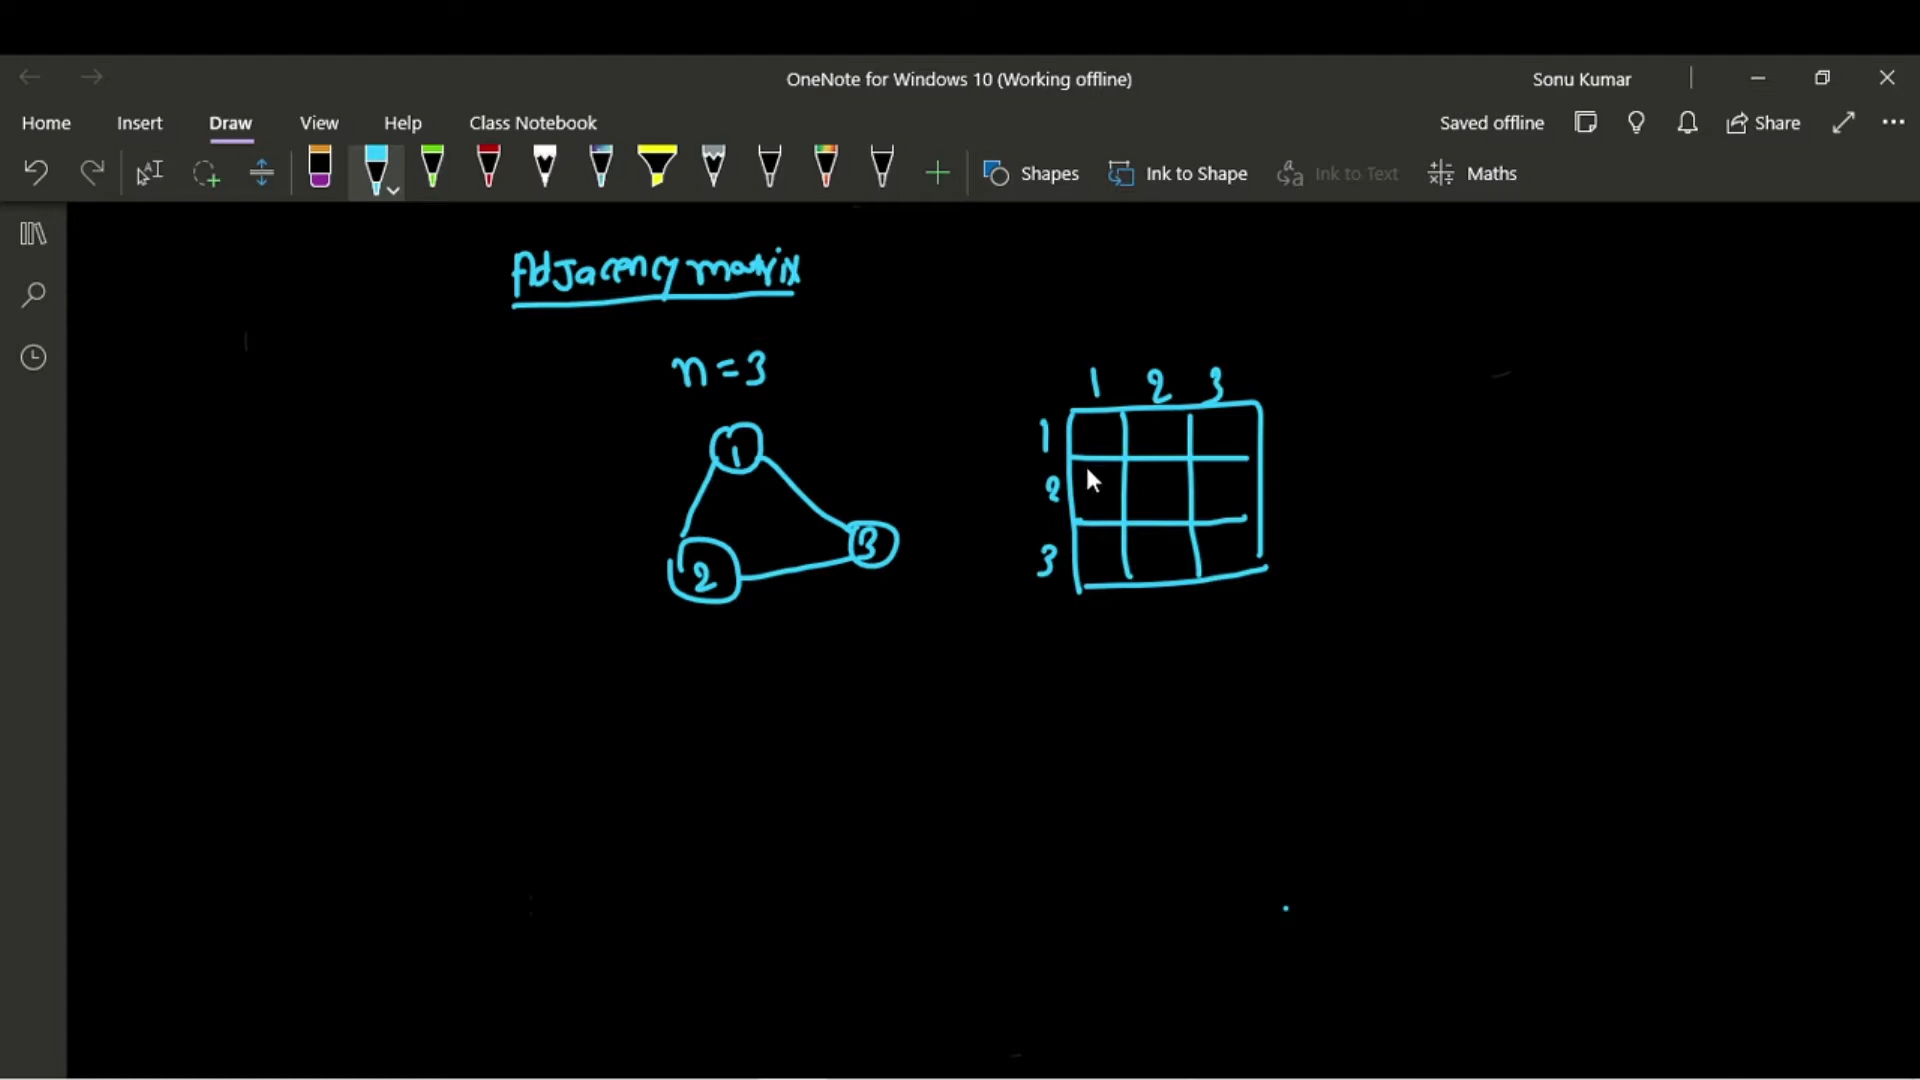 OneNote for Windows 10 (Working offline)
Sonu Kumar
Home Insert Draw View Help Class Notebook
Saved offline Share
Shapes Ink to Shape Ink to Text Maths
Adjacency matrix
n=3
1 2 3
1
1
2
3
2
3